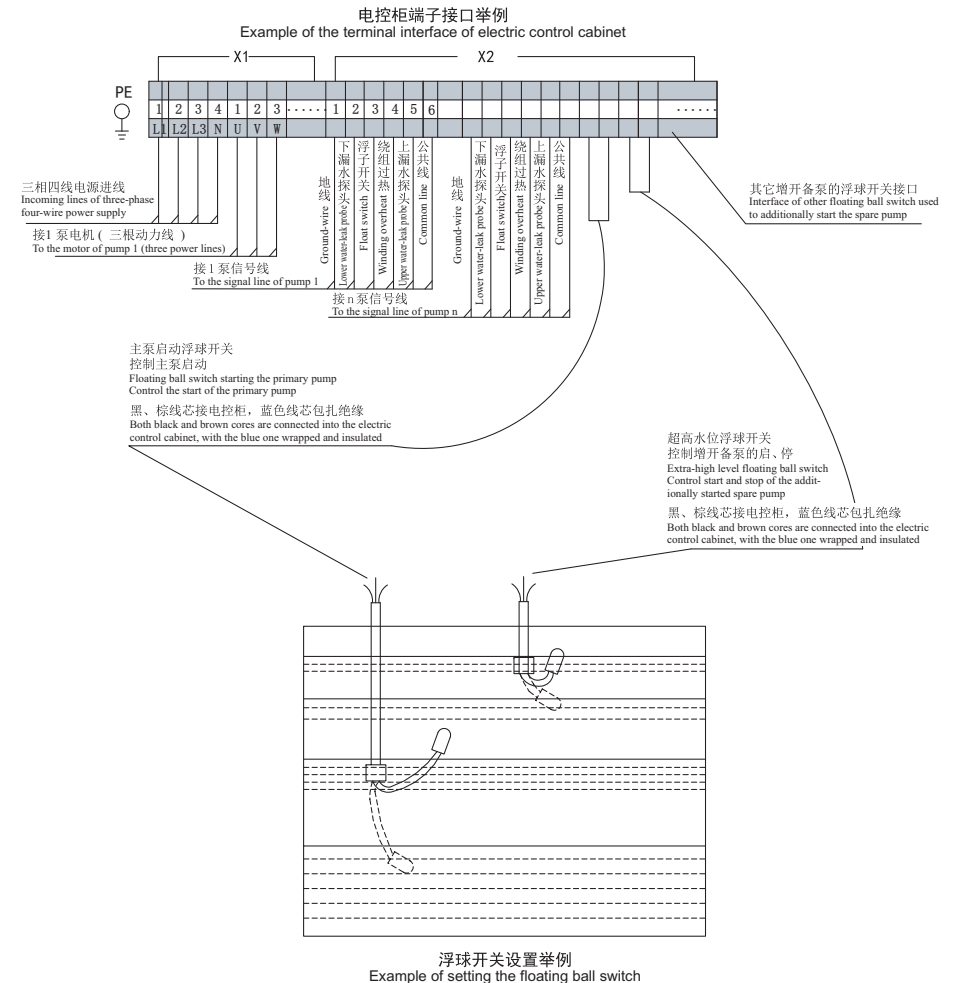 电控柜端子接口举例
Example of the terminal interface of electric control cabinet
X1
X2
PE
1 2 3 4 1 2 3 ······ 1 2 3 4 5 6 ······
L1 L2 L3 N U V W
三相四线电源进线
Incoming lines of three-phase
four-wire power supply
接1 泵电机 ( 三根动力线 )
To the motor of pump 1 (three power lines)
接 1 泵信号线
To the signal line of pump 1
地线
Ground-wire
下漏水探头
Lower water-leak probe
浮子开关
Float switch
绕组过热
Winding overheat
上漏水探头
Upper water-leak probe
公共线
Common line
接 n 泵信号线
To the signal line of pump n
地线
Ground-wire
下漏水探头
Lower water-leak probe
浮子开关
Float switch
绕组过热
Winding overheat
上漏水探头
Upper water-leak probe
公共线
Common line
其它增开备泵的浮球开关接口
Interface of other floating ball switch used
to additionally start the spare pump
主泵启动浮球开关
控制主泵启动
Floating ball switch starting the primary pump
Control the start of the primary pump
黑、棕线芯接电控柜，蓝色线芯包扎绝缘
Both black and brown cores are connected into the electric
control cabinet, with the blue one wrapped and insulated
超高水位浮球开关
控制增开备泵的启、停
Extra-high level floating ball switch
Control start and stop of the addit-
ionally started spare pump
黑、棕线芯接电控柜，蓝色线芯包扎绝缘
Both black and brown cores are connected into the electric
control cabinet, with the blue one wrapped and insulated
浮球开关设置举例
Example of setting the floating ball switch